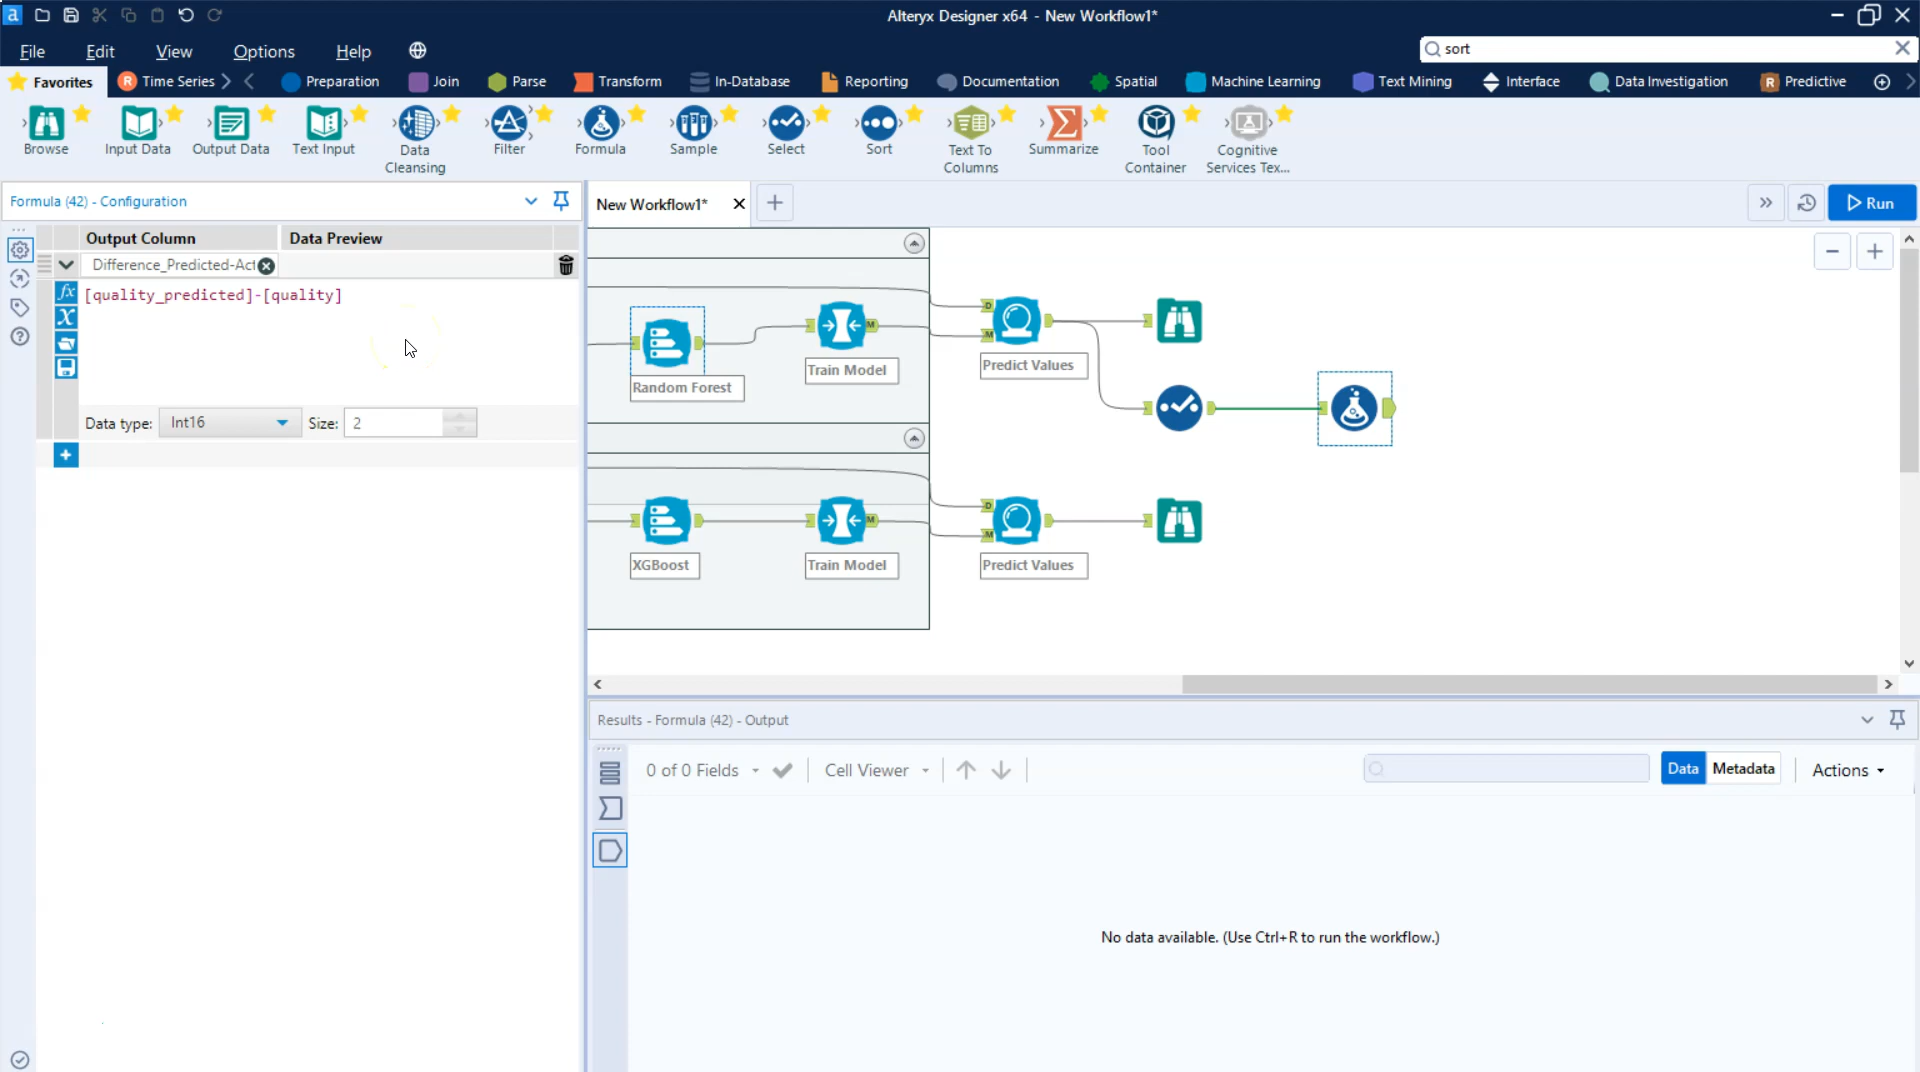 Alteryx Designer x64 - New Workflow1*
File Edit View Options Help
sort
Favorites Time Series Preparation Join Parse Transform In-Database Reporting Documentation Spatial Machine Learning Text Mining Interface Data Investigation Predictive
Browse Input Data Output Data Text Input Data Cleansing Filter Formula Sample Select Sort Text To Columns Summarize Tool Container Cognitive Services Tex...
Formula (42) - Configuration
New Workflow1*
Run
Output Column Data Preview
Difference_Predicted-Act
[quality_predicted]-[quality]
Data type: Int16 Size: 2
D
M
M
Random Forest
Train Model
Predict Values
D
M
M
XGBoost
Train Model
Predict Values
Results - Formula (42) - Output
0 of 0 Fields Cell Viewer Data Metadata Actions
No data available. (Use Ctrl+R to run the workflow.)